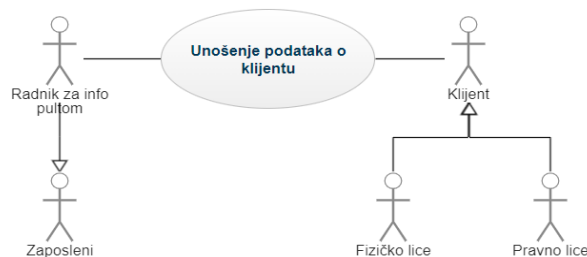 Unošenje podataka o
klijentu
Radnik za info
pultom
Klijent
Zaposleni
Fizičko lice
Pravno lice